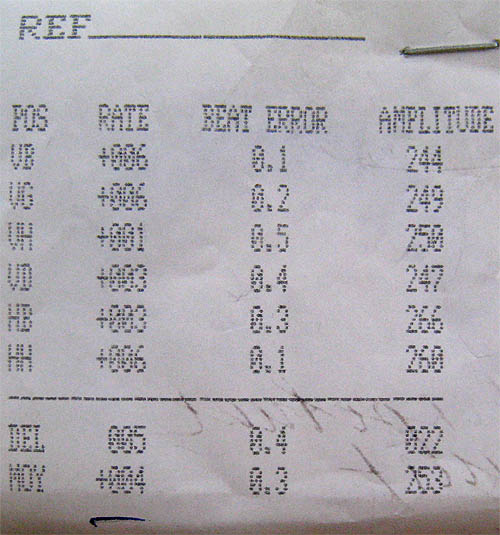 REF
POS RATE BEAT ERROR AMPLITUDE
VB +006 0.1 244
VG +006 0.2 249
VH +001 0.5 250
VD +003 0.4 247
HB +003 0.3 266
HH +006 0.1 260
DEL 005 0.4 022
MOY +004 0.3 253